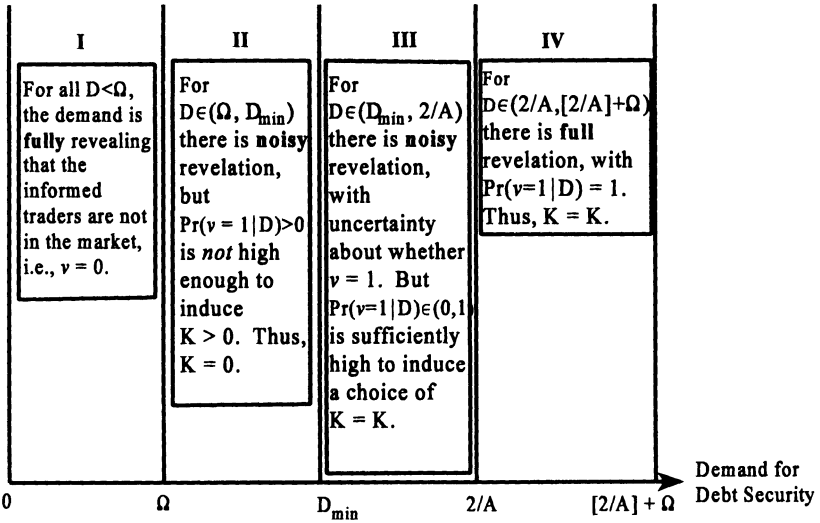 I
II
III
IV
For all D<Ω,
the demand is
fully revealing
that the
informed
traders are not
in the market,
i.e., v = 0.
For
D∈(Ω, Dmin)
there is noisy
revelation,
but
Pr(v = 1|D)>0
is not high
enough to
induce
K > 0. Thus,
K = 0.
For
D∈(Dmin, 2/A)
there is noisy
revelation,
with
uncertainty
about whether
v = 1. But
Pr(v=1|D)∈(0,1)
is sufficiently
high to induce
a choice of
K = K.
For
D∈(2/A,[2/A]+Ω)
there is full
revelation, with
Pr(v=1|D) = 1.
Thus, K = K.
Demand for
Debt Security
0
Ω
Dmin
2/A
[2/A] + Ω